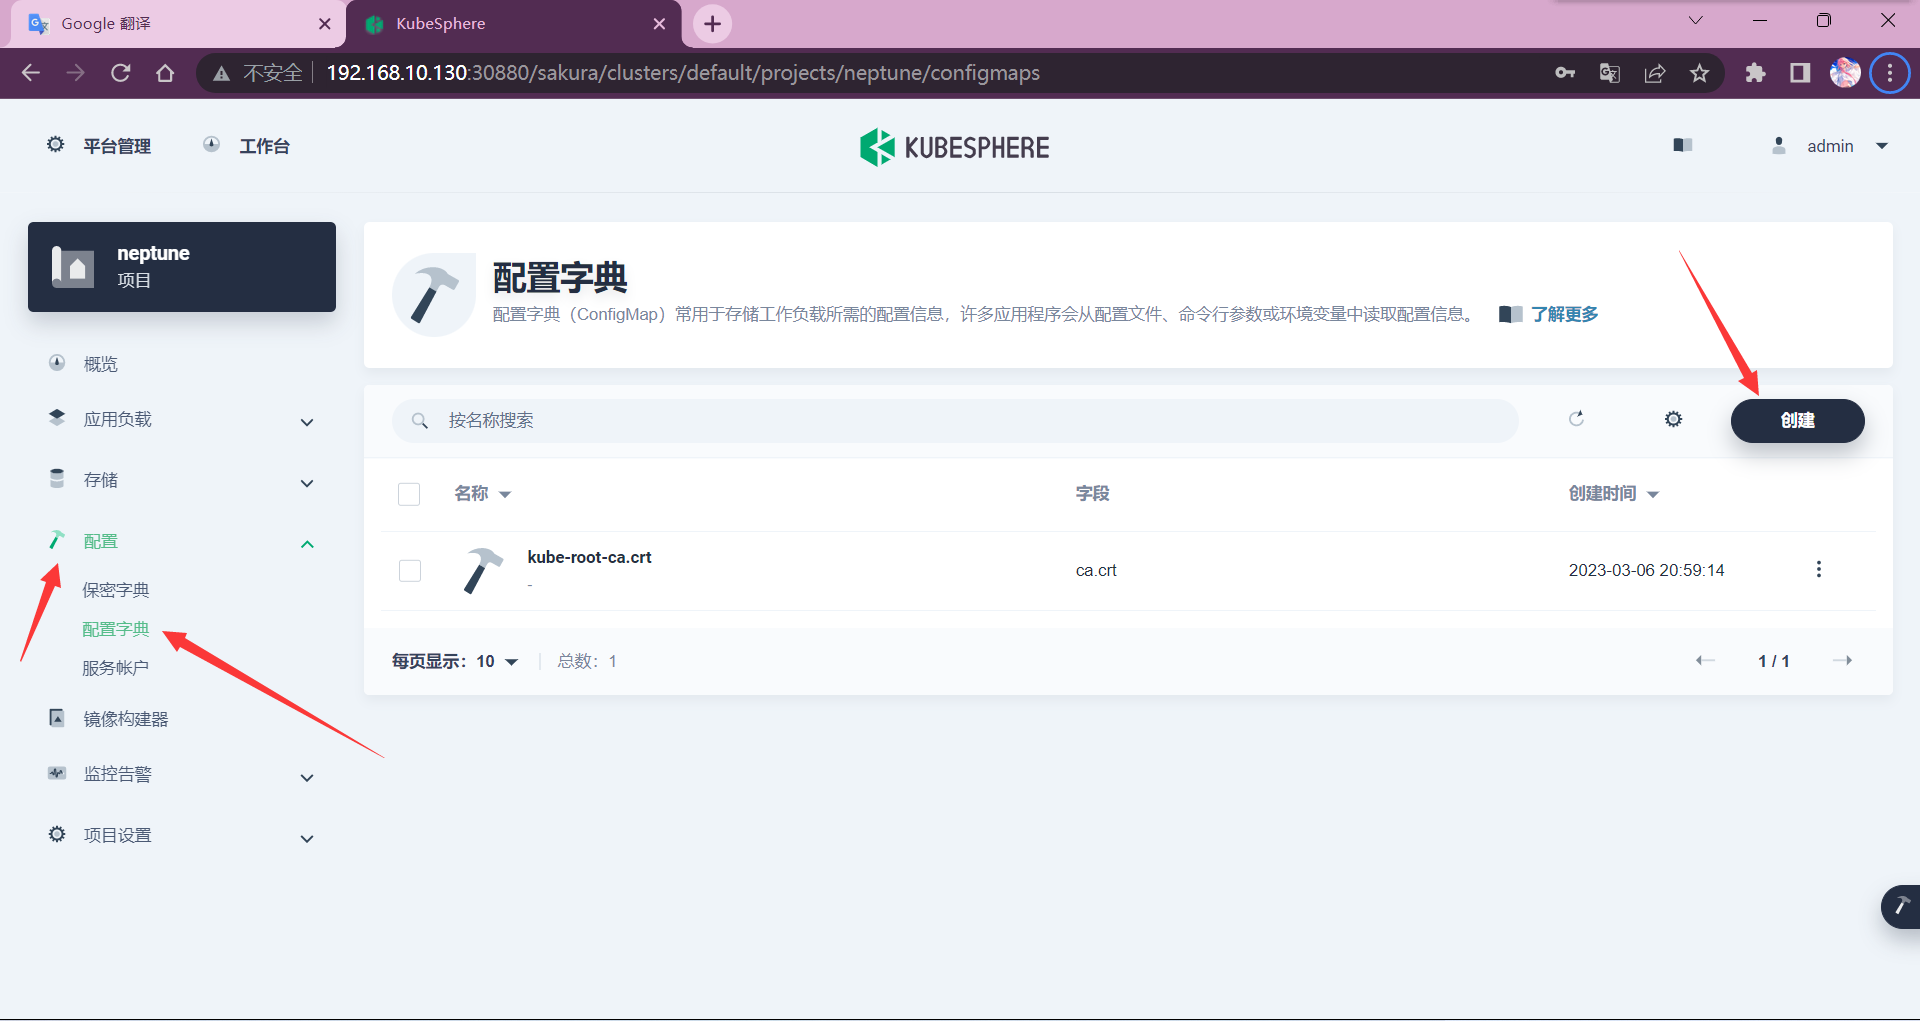 Google 翻译
KubeSphere
不安全
192.168.10.130:30880/sakura/clusters/default/projects/neptune/configmaps
平台管理
工作台
KUBESPHERE
admin
neptune
项目
概览
应用负载
存储
配置
保密字典
配置字典
服务帐户
镜像构建器
监控告警
项目设置
配置字典
配置字典（ConfigMap）常用于存储工作负载所需的配置信息，许多应用程序会从配置文件、命令行参数或环境变量中读取配置信息。
了解更多
按名称搜索
创建
名称
字段
创建时间
kube-root-ca.crt
-
ca.crt
2023-03-06 20:59:14
每页显示：10
总数：1
1 / 1